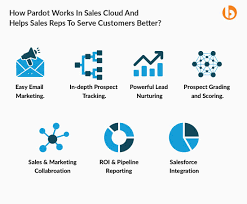 How Pardot Works In Sales Cloud And
Helps Sales Reps To Serve Customers Better?
Easy Email
Marketing.
In-depth Prospect
Tracking.
Powerful Lead
Nurturing
Prospect Grading
and Scoring.
Sales & Marketing
Collabreation
ROI & Pipeline
Reporting
Salesforce
Integration